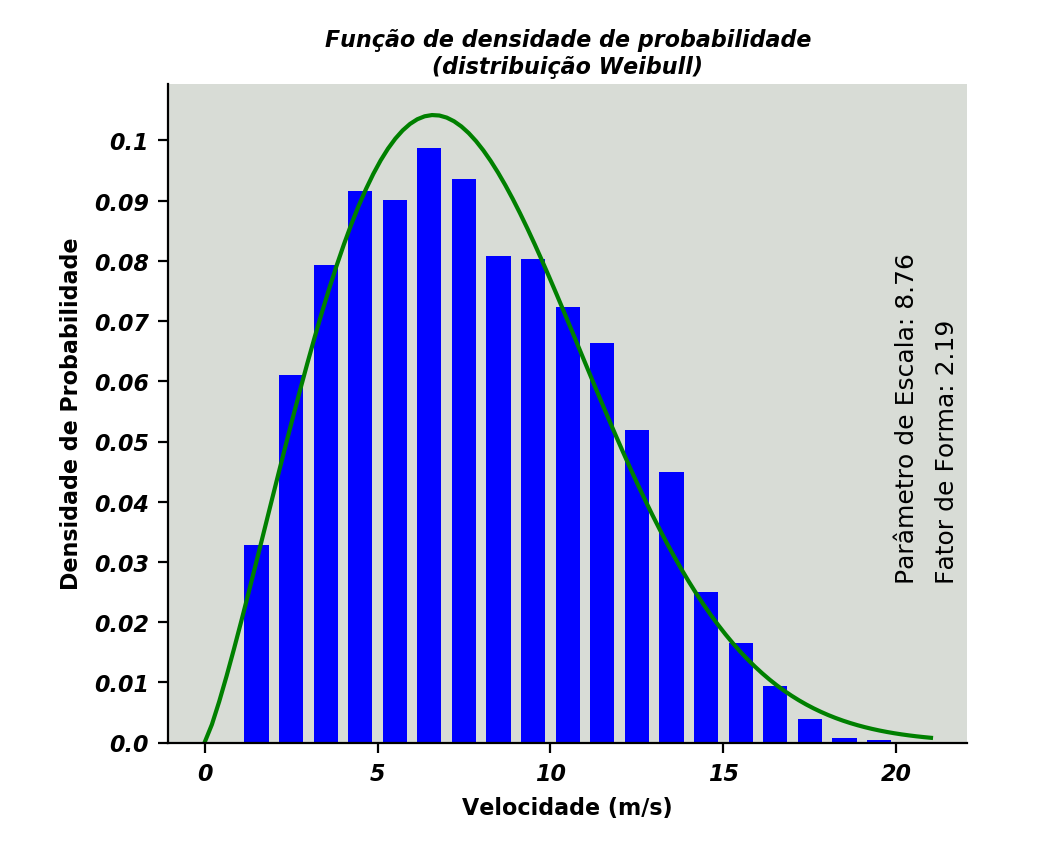 Função de densidade de probabilidade
(distribuição Weibull)
Densidade de Probabilidade
0.1
0.09
0.08
0.07
0.06
0.05
0.04
0.03
0.02
0.01
0.0
Parâmetro de Escala: 8.76
Fator de Forma: 2.19
0 5 10 15 20
Velocidade (m/s)